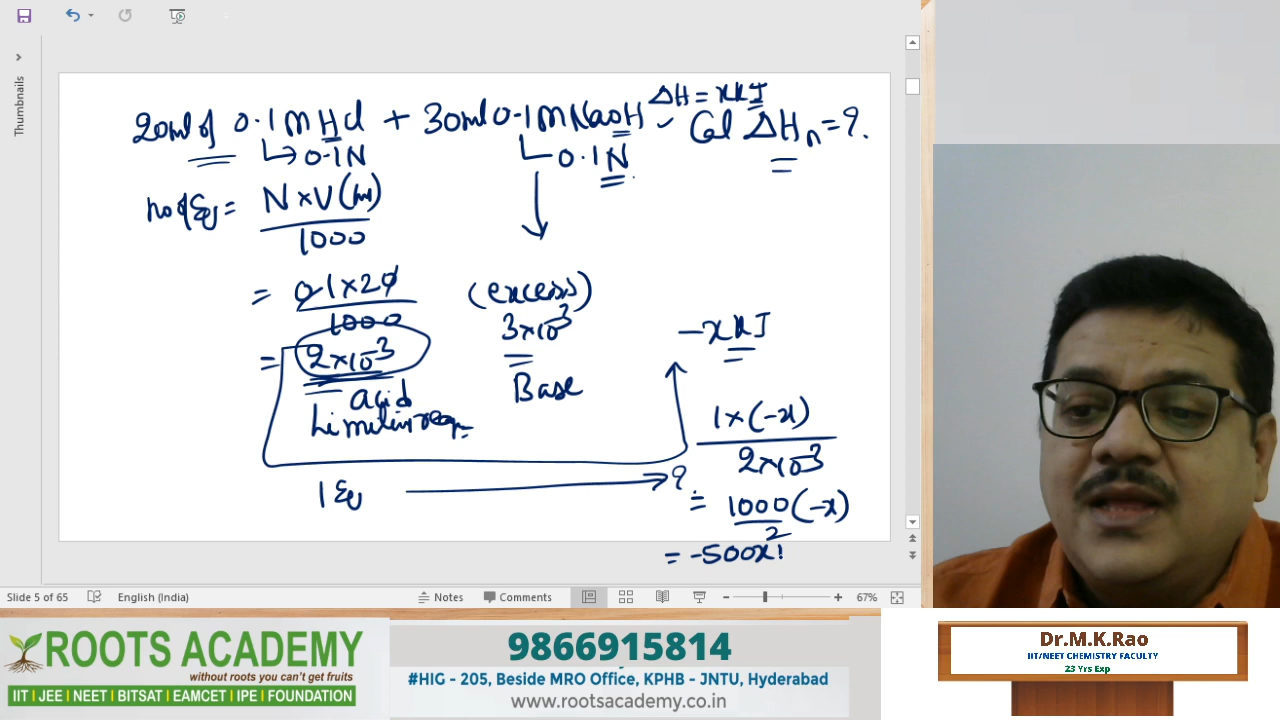 Thumbnails
20ml of 0.1M HCl + 30ml 0.1M NaOH
ΔH = xkJ
Cal ΔHn = ?.
0.1N
0.1N
no of Eq = N × V(ml)
1000
= 0.1 × 20
1000
= 2×10⁻³
acid
(excess)
3×10⁻³
Base
-xkJ
1 × (-x)
2×10⁻³
1 Eq
?
= 1000 (-x)
2
= -500x
Slide 5 of 65
English (India)
Notes
Comments
67%
ROOTS ACADEMY
without roots you can't get fruits
IIT I JEE I NEET I BITSAT I EAMCET I IPE I FOUNDATION
9866915814
#HIG - 205, Beside MRO Office, KPHB - JNTU, Hyderabad
www.rootsacademy.co.in
Dr.M.K.Rao
IIT/NEET CHEMISTRY FACULTY
23 Yrs Exp